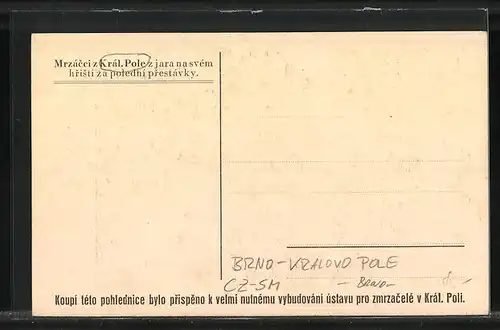 Mrzáčci z Král. Pole z jara na svém
hřišti za polední přestávky.
BRNO-KRALOVO POLE
CZ-SM - BRNO-
Koupí této pohlednice bylo přispěno k velmi nutnému vybudování ústavu pro zmrzačelé v Král. Poli.